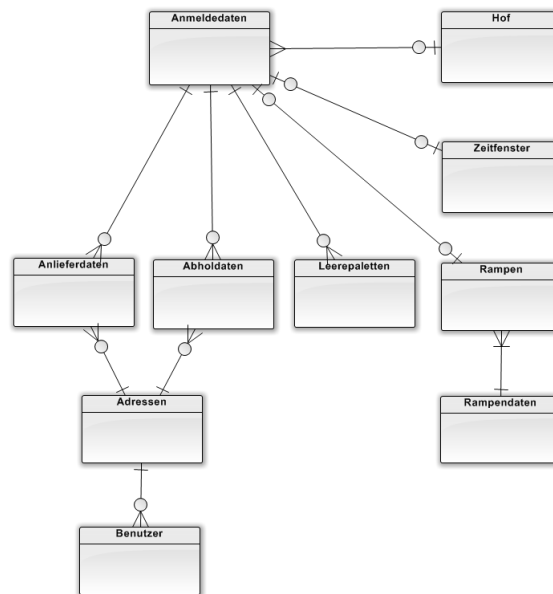 Anmeldedaten
Hof
Zeitfenster
Anlieferdaten
Abholdaten
Leerepaletten
Rampen
Adressen
Rampendaten
Benutzer